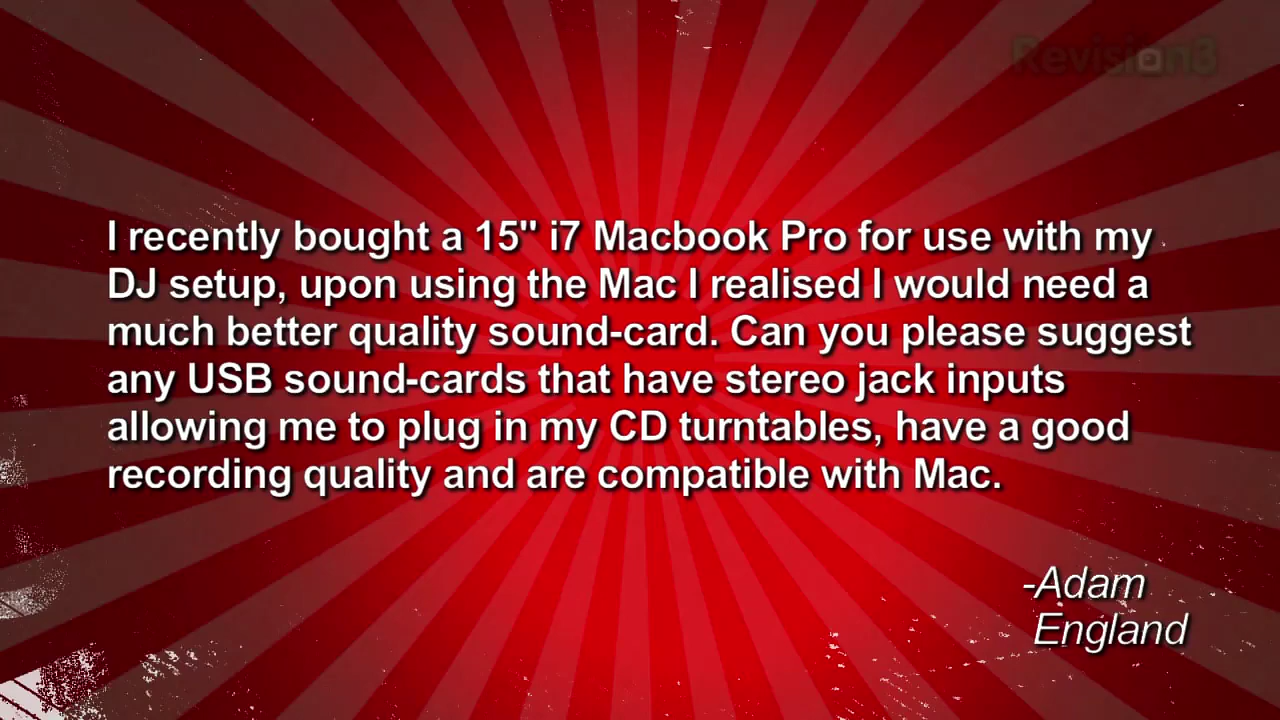 Revision3
I recently bought a 15" i7 Macbook Pro for use with my
DJ setup, upon using the Mac I realised I would need a
much better quality sound-card. Can you please suggest
any USB sound-cards that have stereo jack inputs
allowing me to plug in my CD turntables, have a good
recording quality and are compatible with Mac.
-Adam
England